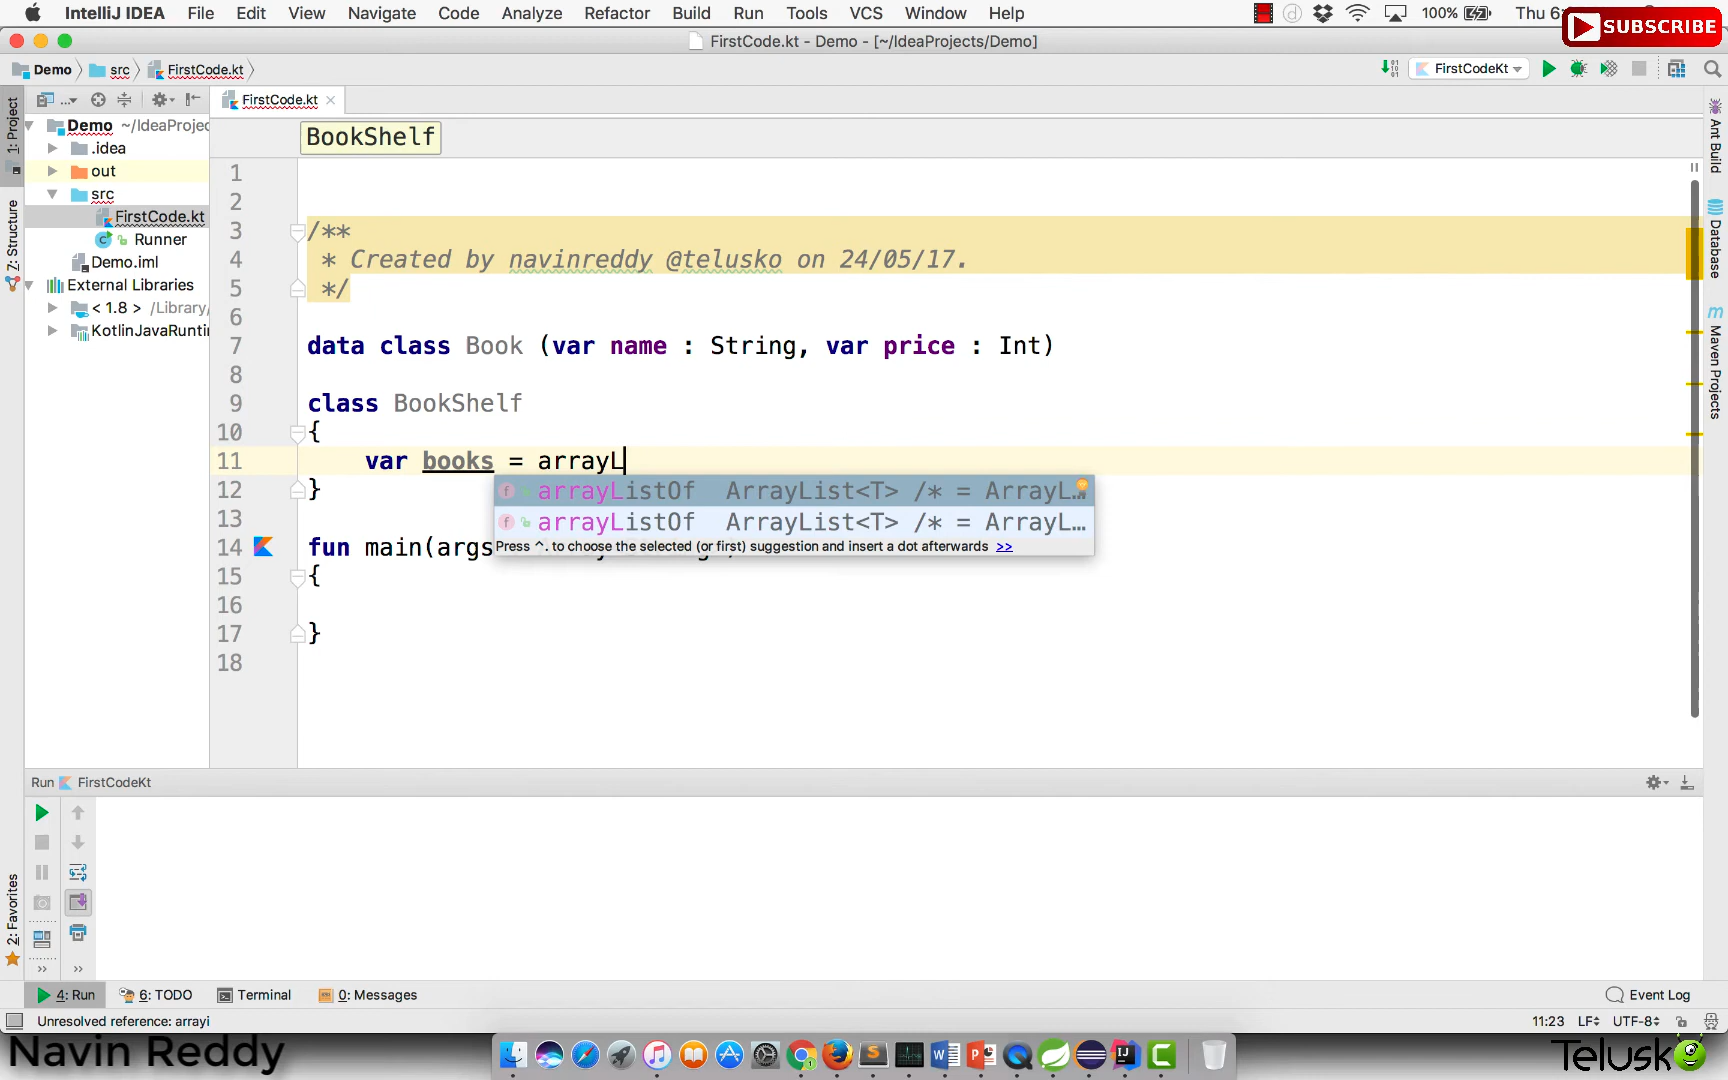 IntelliJ IDEA File Edit View Navigate Code Analyze Refactor Build Run Tools VCS Window Help 100% Thu 6:
SUBSCRIBE
FirstCode.kt - Demo - [~/IdeaProjects/Demo]
Demo src FirstCode.kt FirstCodeKt
1: Project
7: Structure
2: Favorites
Demo ~/IdeaProjec
.idea
out
src
FirstCode.kt
Runner
Demo.iml
External Libraries
< 1.8 > /Library/
KotlinJavaRuntin
FirstCode.kt
BookShelf
1
2
3 /**
4 * Created by navinreddy @telusko on 24/05/17.
5 */
6
7 data class Book (var name : String, var price : Int)
8
9 class BookShelf
10 {
11 var books = arrayL
12 }
13
14 fun main(args
15 {
16
17 }
18
arrayListOf ArrayList<T> /* = ArrayL…
arrayListOf ArrayList<T> /* = ArrayL…
Press ^. to choose the selected (or first) suggestion and insert a dot afterwards >>
Ant Build
Database
Maven Projects
Run FirstCodeKt
4: Run 6: TODO Terminal 0: Messages Event Log
Unresolved reference: arrayi 11:23 LF UTF-8
Navin Reddy
Telusko